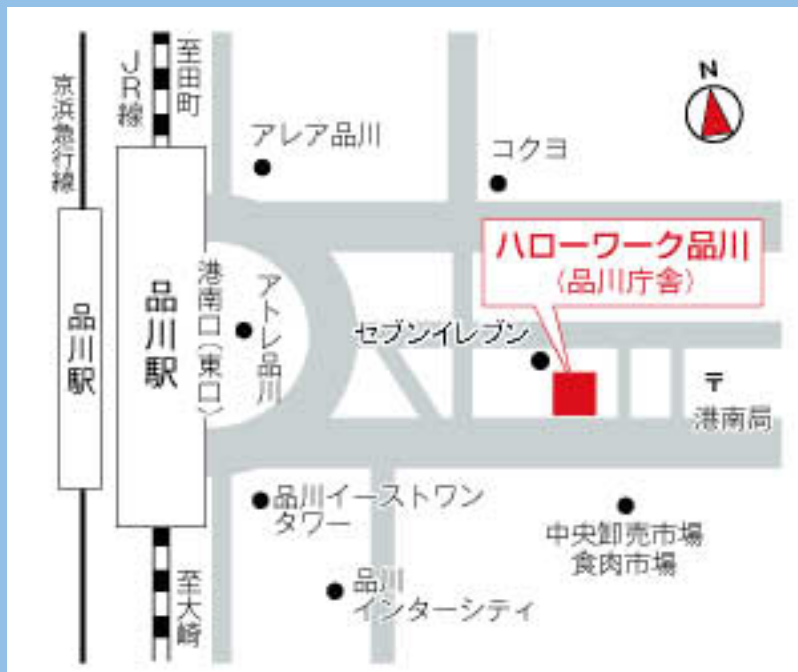 京浜急行線
JR線
至田町
アレア品川
コクヨ
N
ハローワーク品川
(品川庁舎)
品川駅
品川駅
港南口(東口)
アトレ品川
セブンイレブン
〒
港南局
品川イーストワン
タワー
中央卸売市場
食肉市場
品川
インターシティ
至大崎